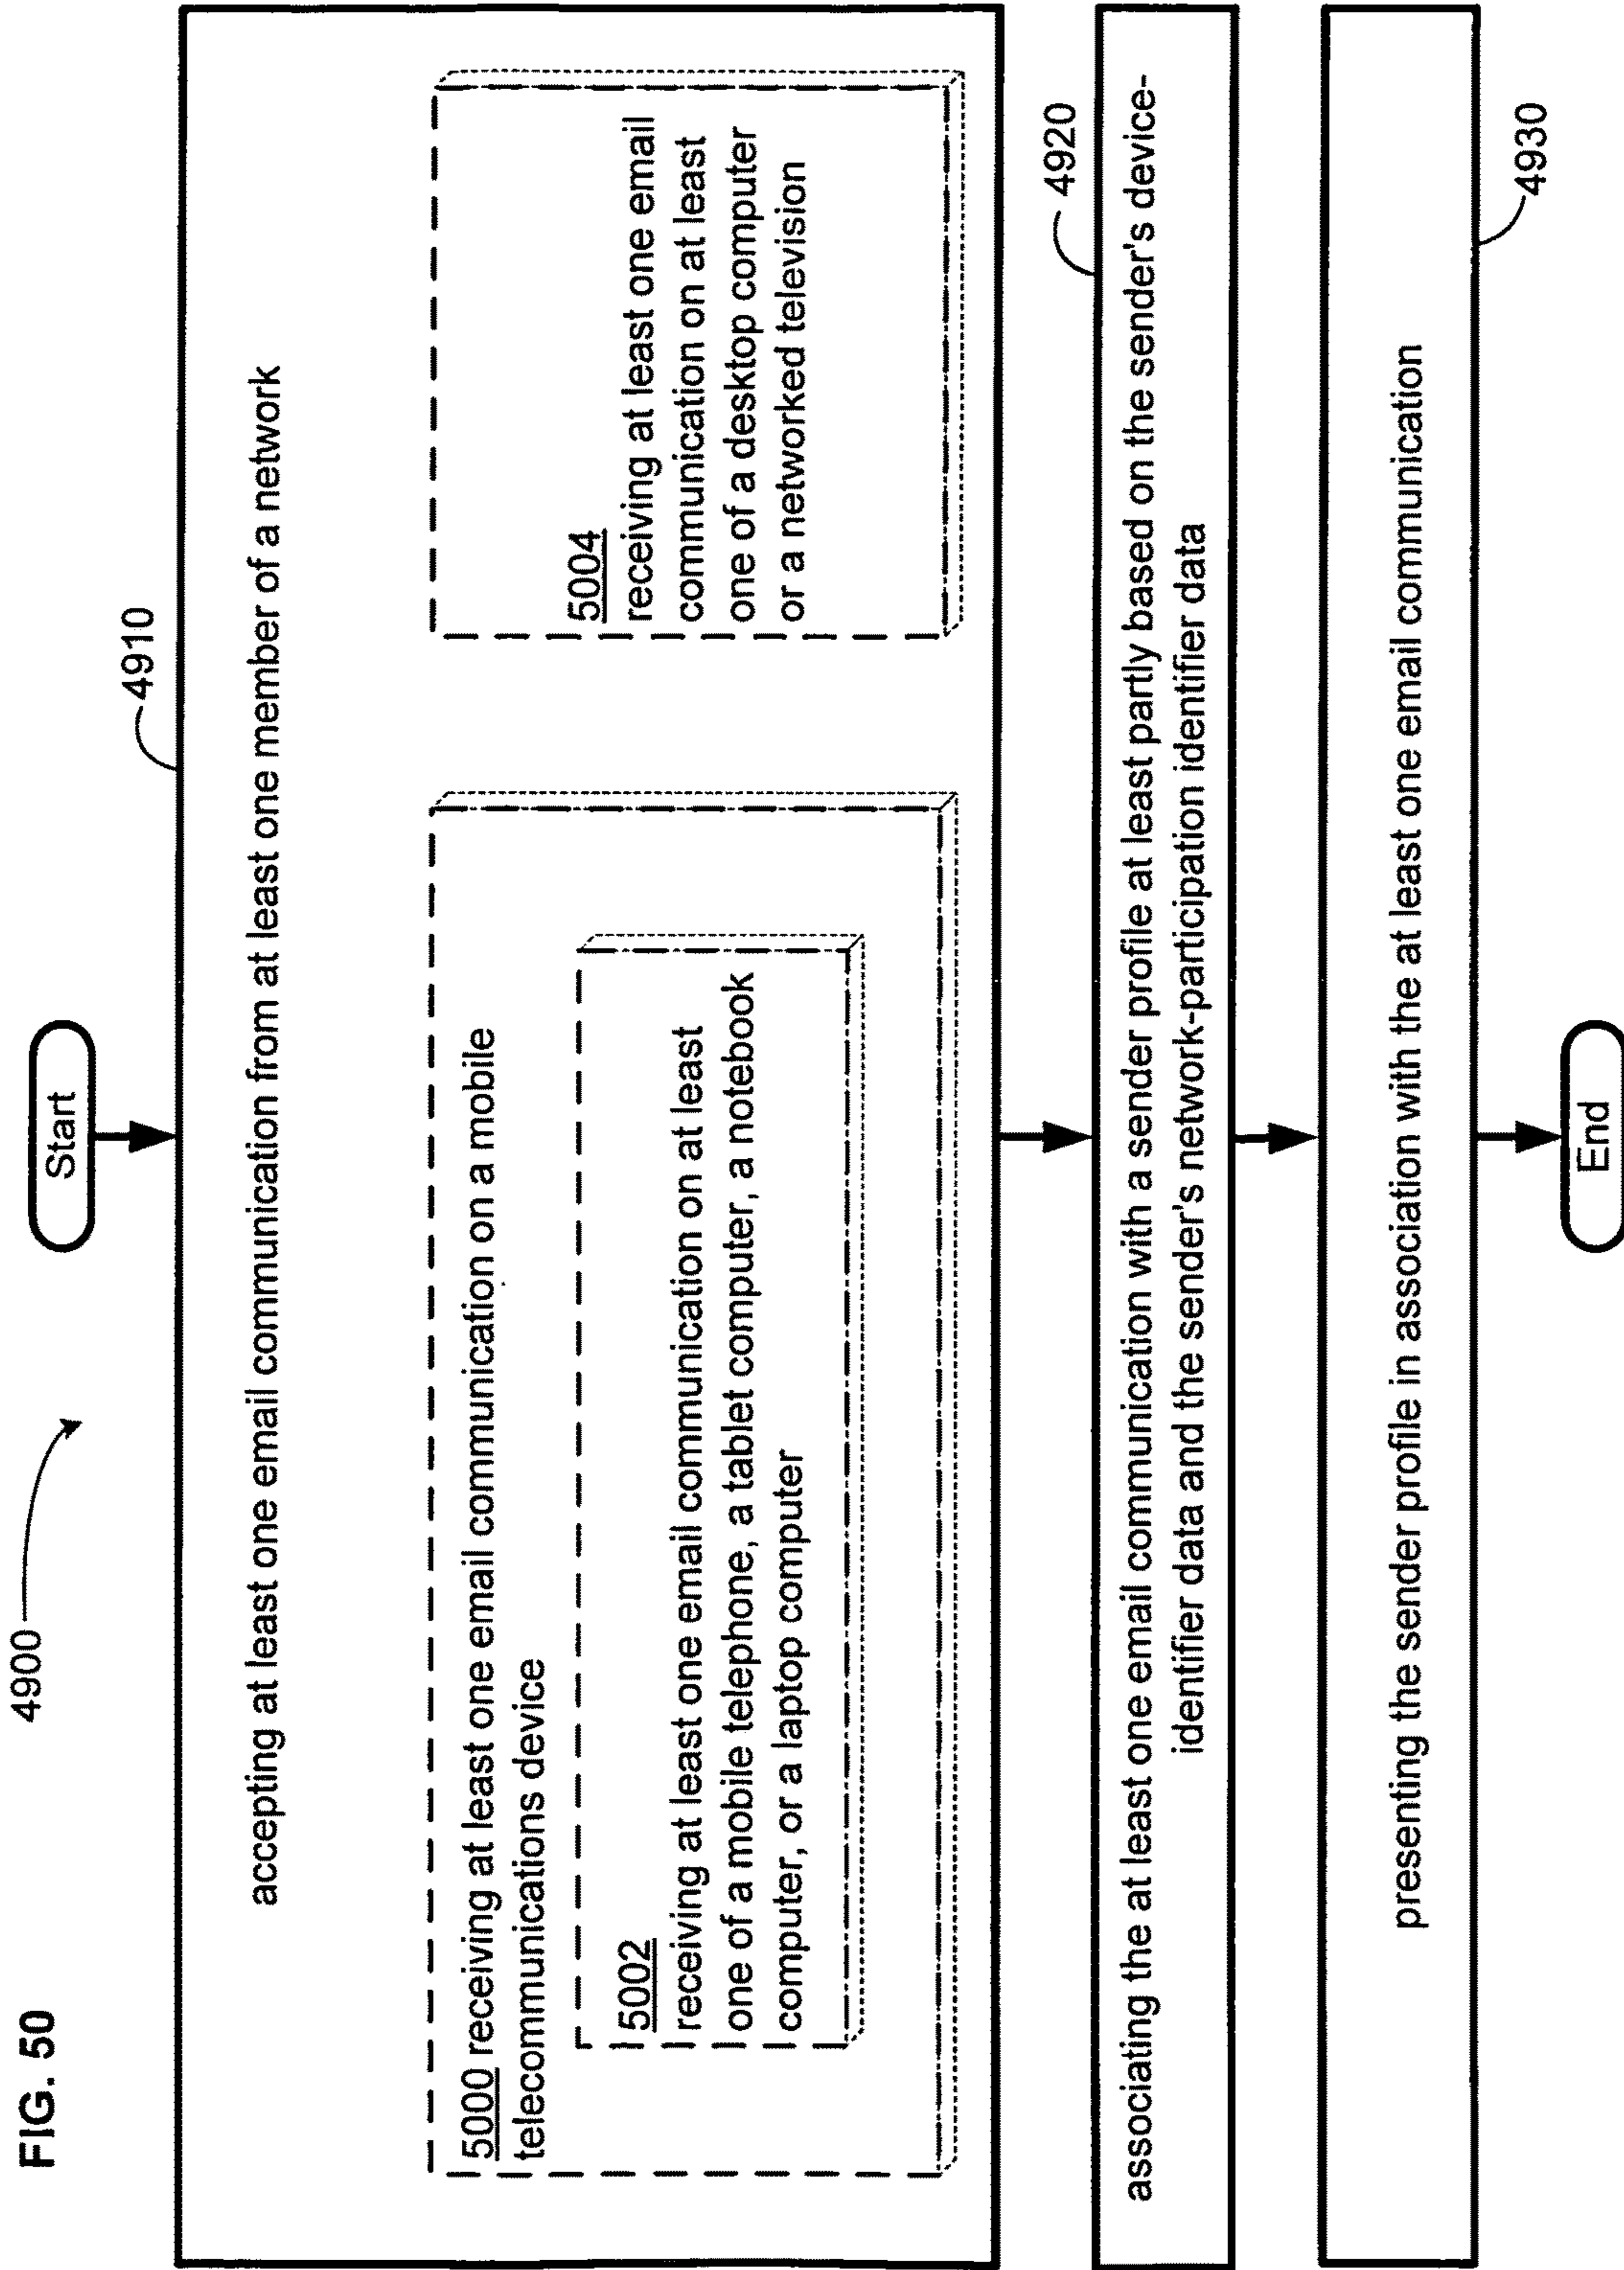 FIG. 50
4900
Start
4910
accepting at least one email communication from at least one member of a network
5000 receiving at least one email communication on a mobile
telecommunications device
5002
receiving at least one email communication on at least
one of a mobile telephone, a tablet computer, a notebook
computer, or a laptop computer
5004
receiving at least one email
communication on at least
one of a desktop computer
or a networked television
4920
associating the at least one email communication with a sender profile at least partly based on the sender's device-
identifier data and the sender's network-participation identifier data
4930
presenting the sender profile in association with the at least one email communication
End